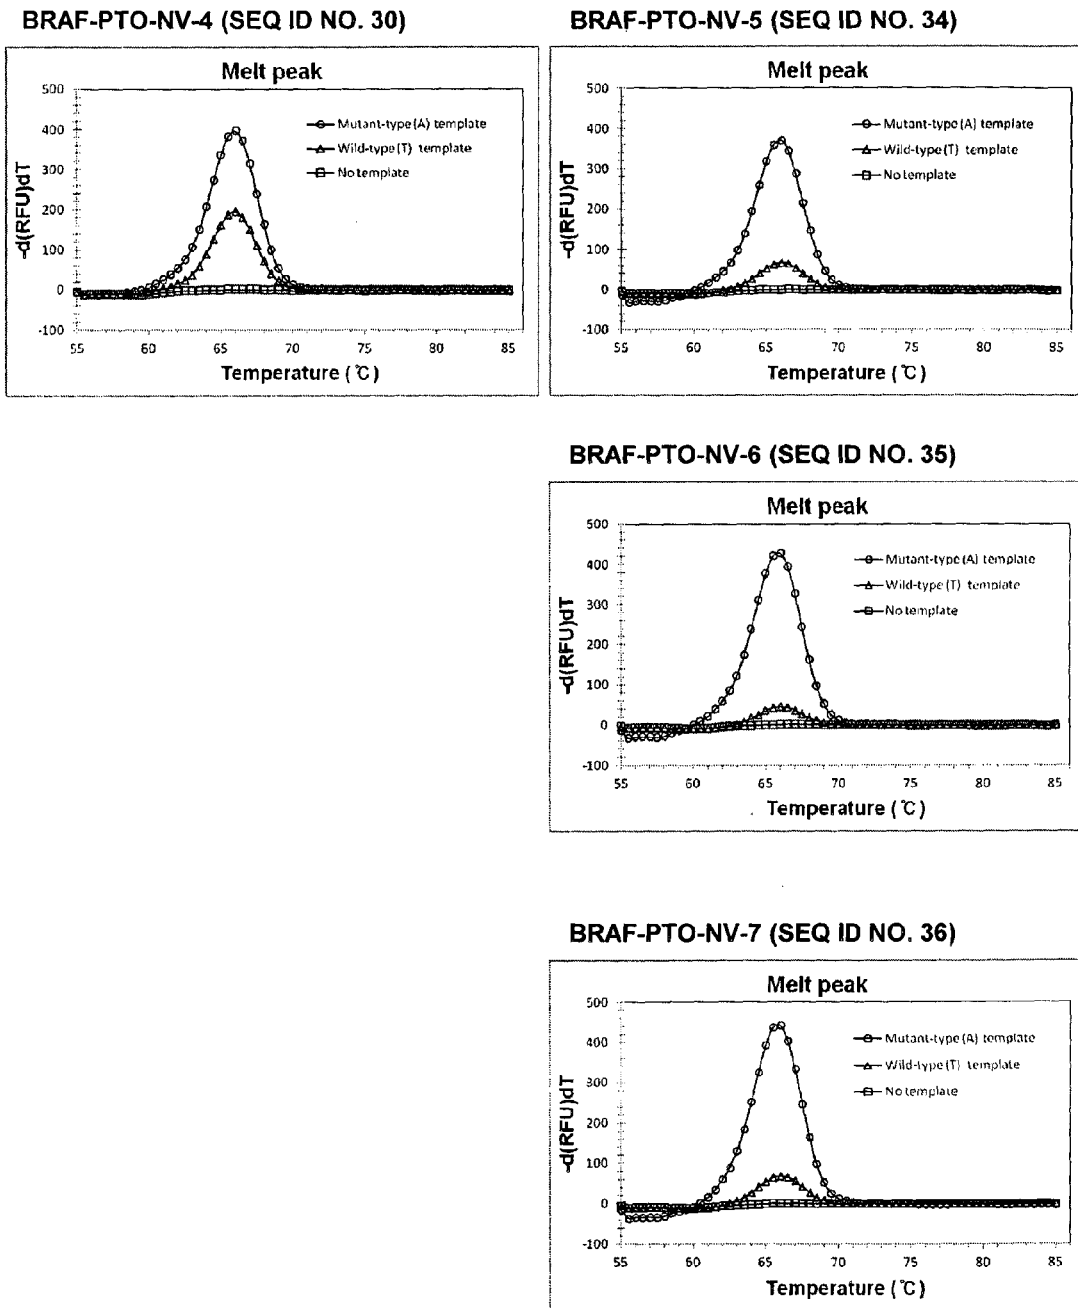 BRAF-PTO-NV-4 (SEQ ID NO. 30)
Melt peak
500
400
300
200
100
0
-100
-d(RFU)dT
Mutant-type (A) template
Wild-type (T) template
No template
55 60 65 70 75 80 85
Temperature (℃)
BRAF-PTO-NV-5 (SEQ ID NO. 34)
Melt peak
500
400
300
200
100
0
-100
-d(RFU)dT
Mutant-type (A) template
Wild-type (T) template
No template
55 60 65 70 75 80 85
Temperature (℃)
BRAF-PTO-NV-6 (SEQ ID NO. 35)
Melt peak
500
400
300
200
100
0
-100
-d(RFU)dT
Mutant-type (A) template
Wild-type (T) template
No template
55 60 65 70 75 80 85
Temperature (℃)
BRAF-PTO-NV-7 (SEQ ID NO. 36)
Melt peak
500
400
300
200
100
0
-100
-d(RFU)dT
Mutant-type (A) template
Wild-type (T) template
No template
55 60 65 70 75 80 85
Temperature (℃)